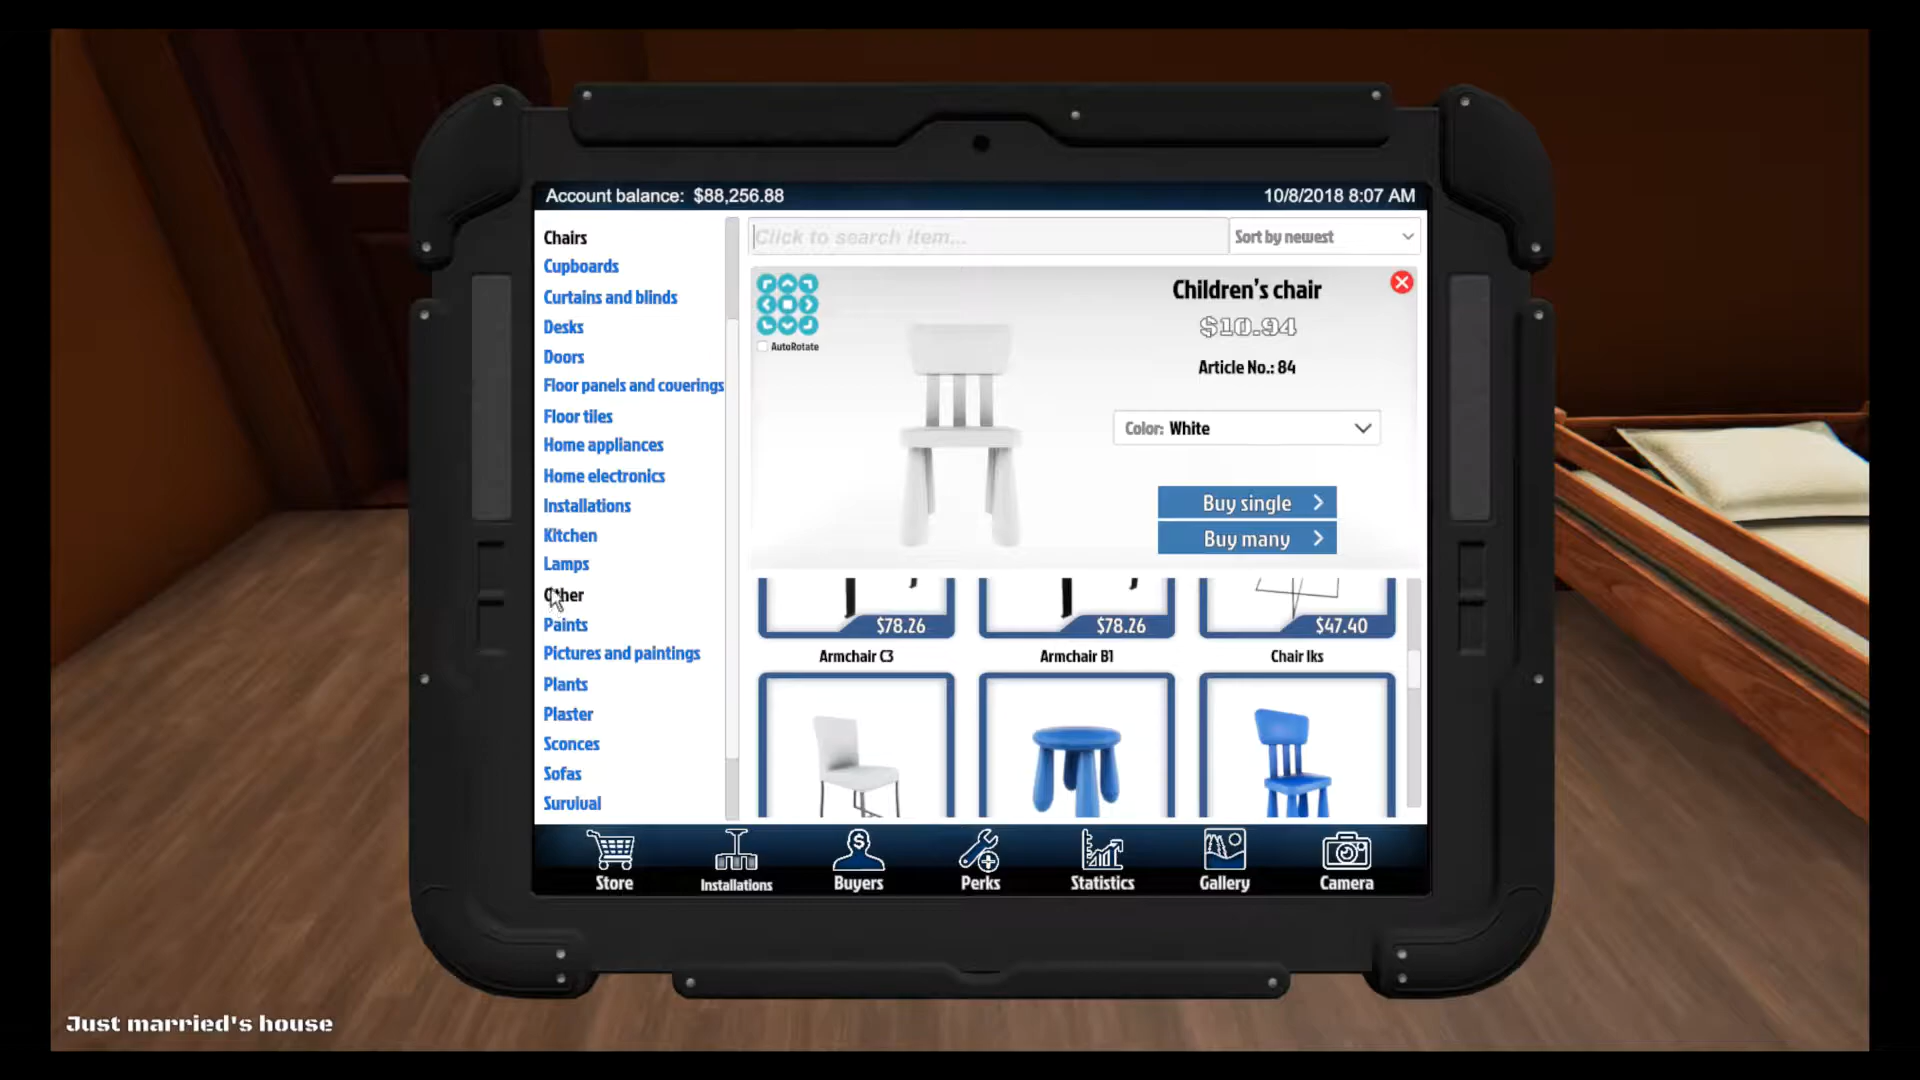 Account balance: $88,256.88
10/8/2018 8:07 AM
Chairs
Cupboards
Curtains and blinds
Desks
Doors
Floor panels and coverings
Floor tiles
Home appliances
Home electronics
Installations
Kitchen
Lamps
Other
Paints
Pictures and paintings
Plants
Plaster
Sconces
Sofas
Survival
Click to search item...
Sort by newest
AutoRotate
Children's chair
$10.94
Article No.: 84
Color: White
Buy single
Buy many
$78.26
$78.26
$47.40
Armchair C3
Armchair B1
Chair Iks
Store
Installations
Buyers
Perks
Statistics
Gallery
Camera
Just married's house